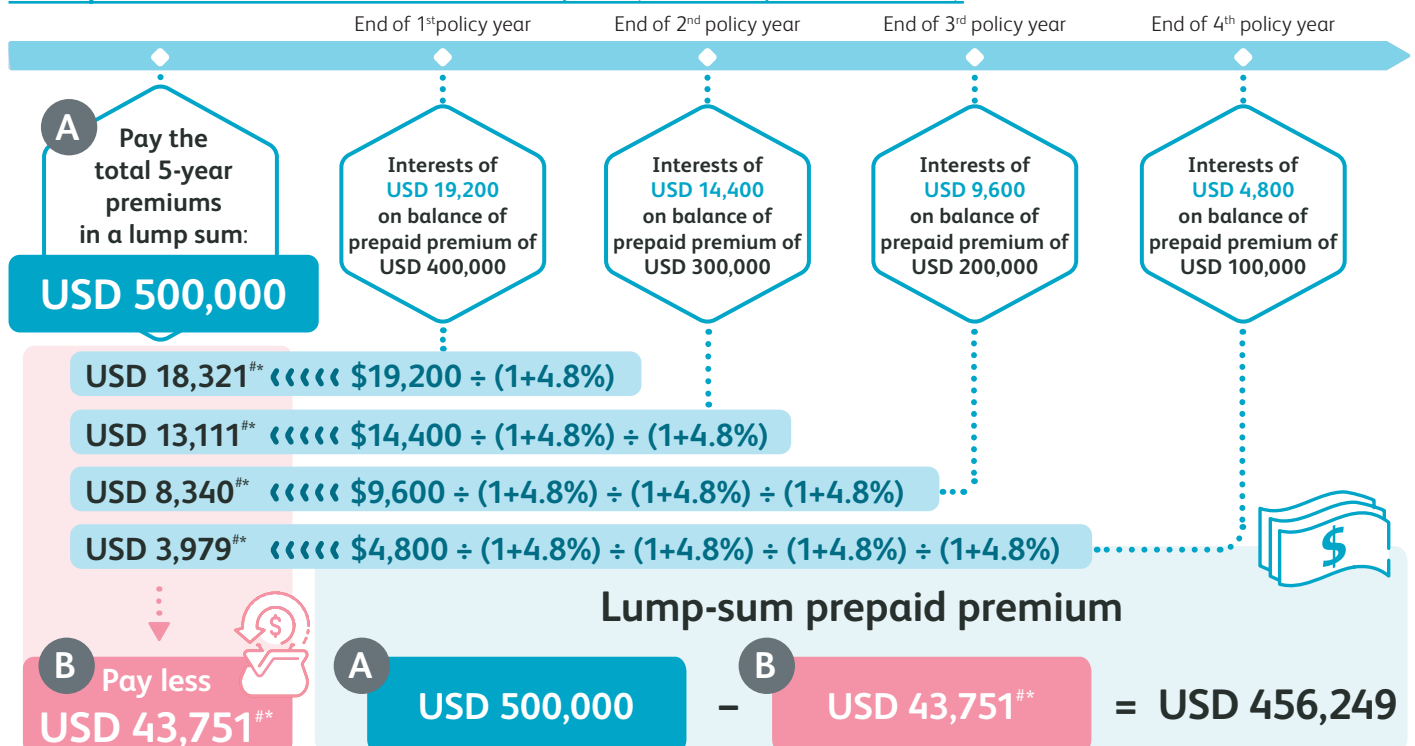 End of 1st policy year
End of 2nd policy year
End of 3rd policy year
End of 4th policy year
A
Pay the
total 5-year
premiums
in a lump sum:
USD 500,000
Interests of
USD 19,200
on balance of
prepaid premium of
USD 400,000
Interests of
USD 14,400
on balance of
prepaid premium of
USD 300,000
Interests of
USD 9,600
on balance of
prepaid premium of
USD 200,000
Interests of
USD 4,800
on balance of
prepaid premium of
USD 100,000
USD 18,321#* $19,200 ÷ (1+4.8%)
USD 13,111#* $14,400 ÷ (1+4.8%) ÷ (1+4.8%)
USD 8,340#* $9,600 ÷ (1+4.8%) ÷ (1+4.8%) ÷ (1+4.8%)
USD 3,979#* $4,800 ÷ (1+4.8%) ÷ (1+4.8%) ÷ (1+4.8%) ÷ (1+4.8%)
$
$
B
Pay less
USD 43,751#*
Lump-sum prepaid premium
A
USD 500,000
–
B
USD 43,751#*
= USD 456,249